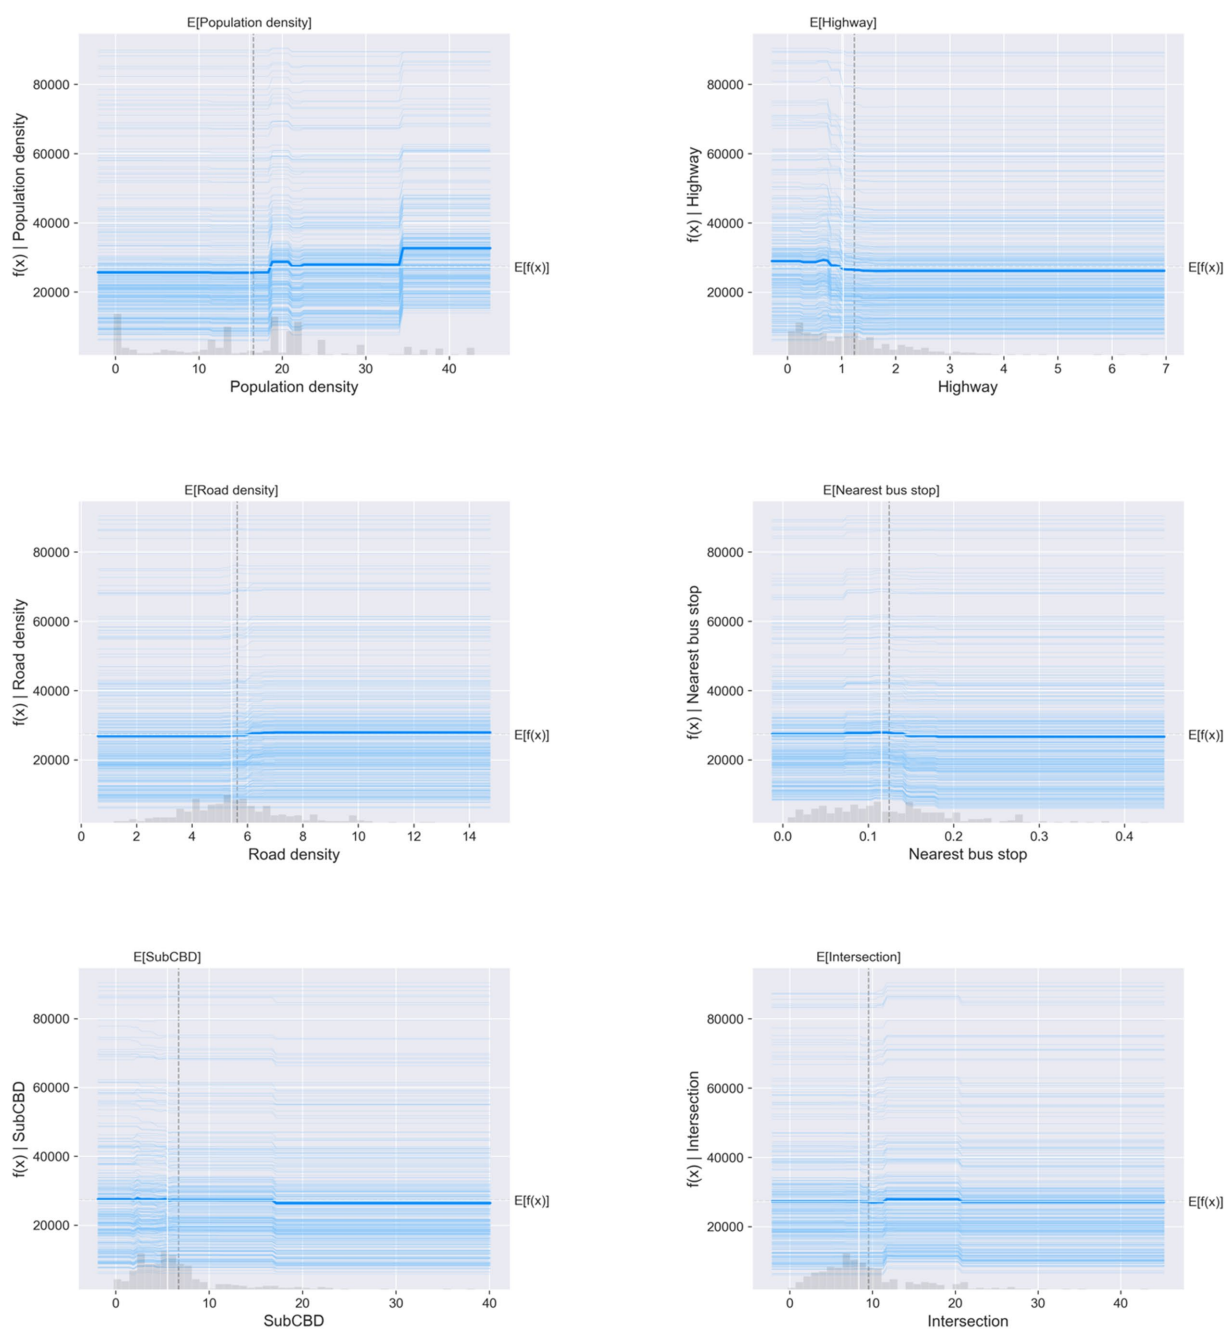 E[Population density]
80000
60000
40000
20000
f(x) | Population density
E[f(x)]
0 10 20 30 40
Population density
E[Highway]
80000
60000
40000
20000
f(x) | Highway
E[f(x)]
0 1 2 3 4 5 6 7
Highway
E[Road density]
80000
60000
40000
20000
f(x) | Road density
E[f(x)]
0 2 4 6 8 10 12 14
Road density
E[Nearest bus stop]
80000
60000
40000
20000
f(x) | Nearest bus stop
E[f(x)]
0.0 0.1 0.2 0.3 0.4
Nearest bus stop
E[SubCBD]
80000
60000
40000
20000
f(x) | SubCBD
E[f(x)]
0 10 20 30 40
SubCBD
E[Intersection]
80000
60000
40000
20000
f(x) | Intersection
E[f(x)]
0 10 20 30 40
Intersection